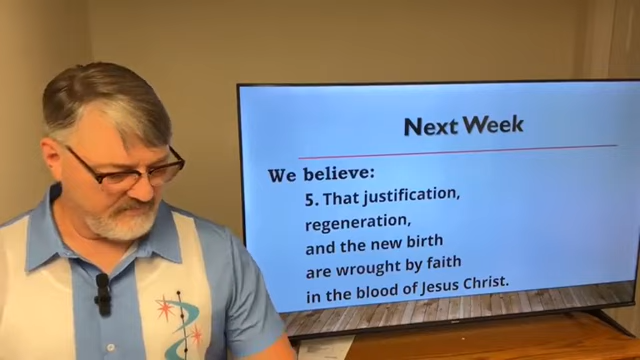 Next Week
We believe:
5. That justification,
regeneration,
and the new birth
are wrought by faith
in the blood of Jesus Christ.